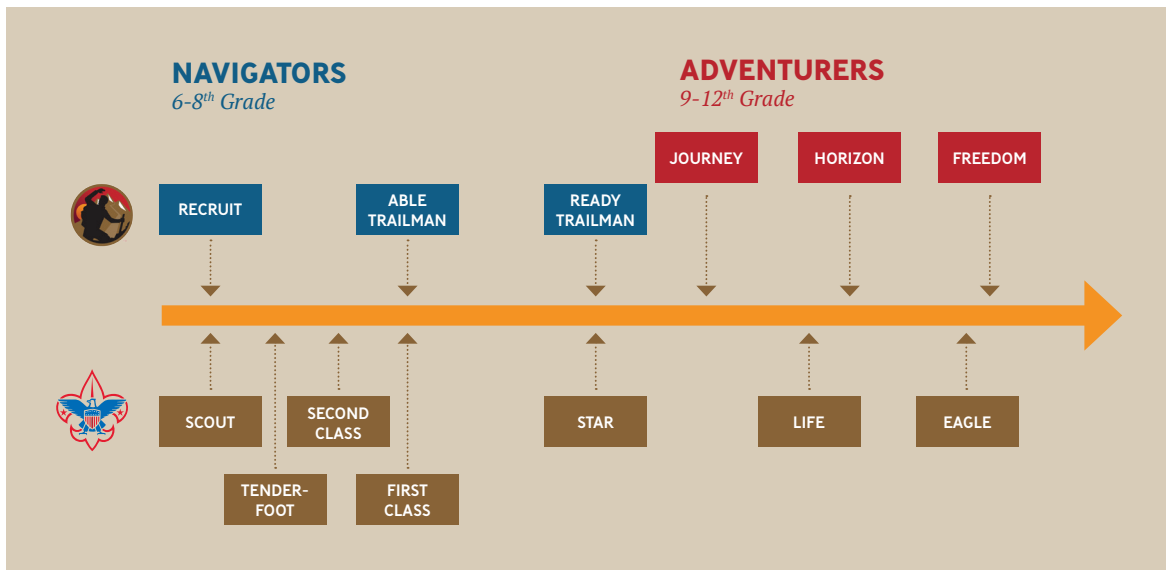 NAVIGATORS
6-8th Grade
ADVENTURERS
9-12th Grade
JOURNEY
HORIZON
FREEDOM
RECRUIT
ABLE
TRAILMAN
READY
TRAILMAN
SCOUT
SECOND
CLASS
STAR
LIFE
EAGLE
TENDER-
FOOT
FIRST
CLASS